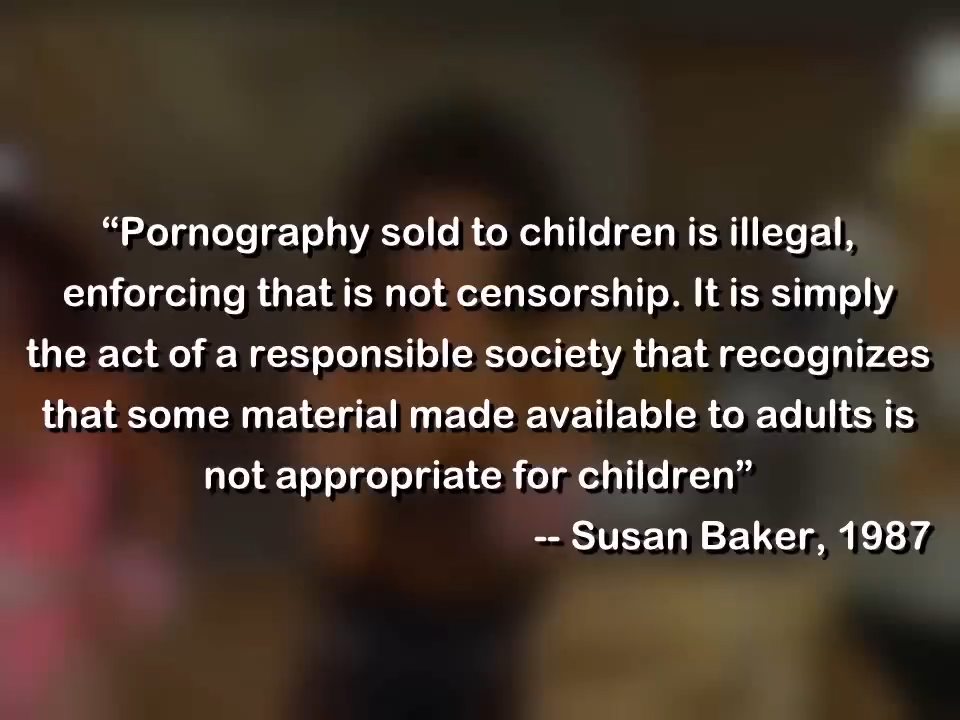 “Pornography sold to children is illegal,
enforcing that is not censorship. It is simply
the act of a responsible society that recognizes
that some material made available to adults is
not appropriate for children”
-- Susan Baker, 1987